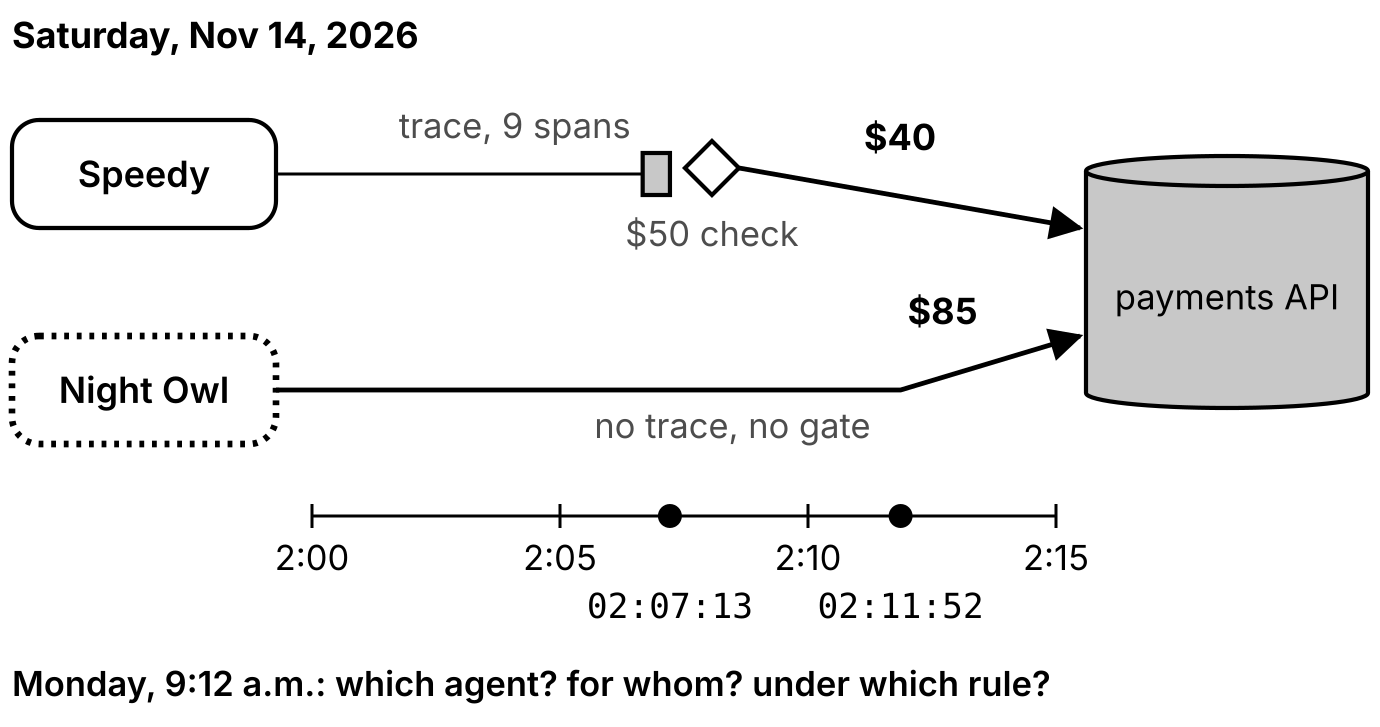 Saturday, Nov 14, 2026
trace, 9 spans
$40
Speedy
$50 check
payments API
$85
Night Owl
no trace, no gate
2:00 2:05 2:10 2:15
02:07:13 02:11:52
Monday, 9:12 a.m.: which agent? for whom? under which rule?